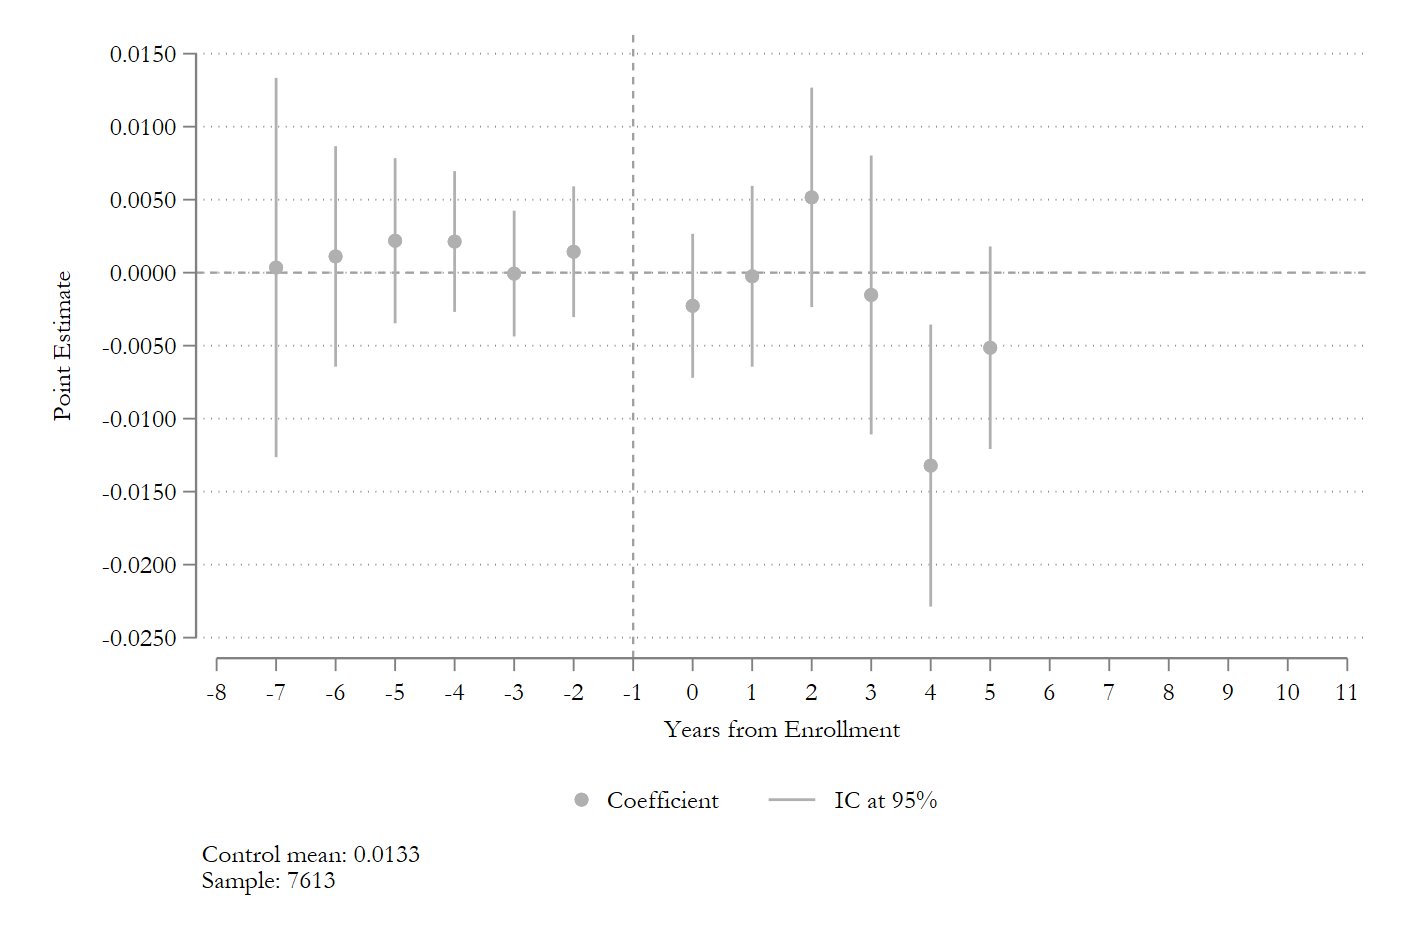 0.0150
0.0100
0.0050
0.0000
-0.0050
-0.0100
-0.0150
-0.0200
-0.0250
Point Estimate
-8 -7 -6 -5 -4 -3 -2 -1 0 1 2 3 4 5 6 7 8 9 10 11
Years from Enrollment
Coefficient IC at 95%
Control mean: 0.0133
Sample: 7613